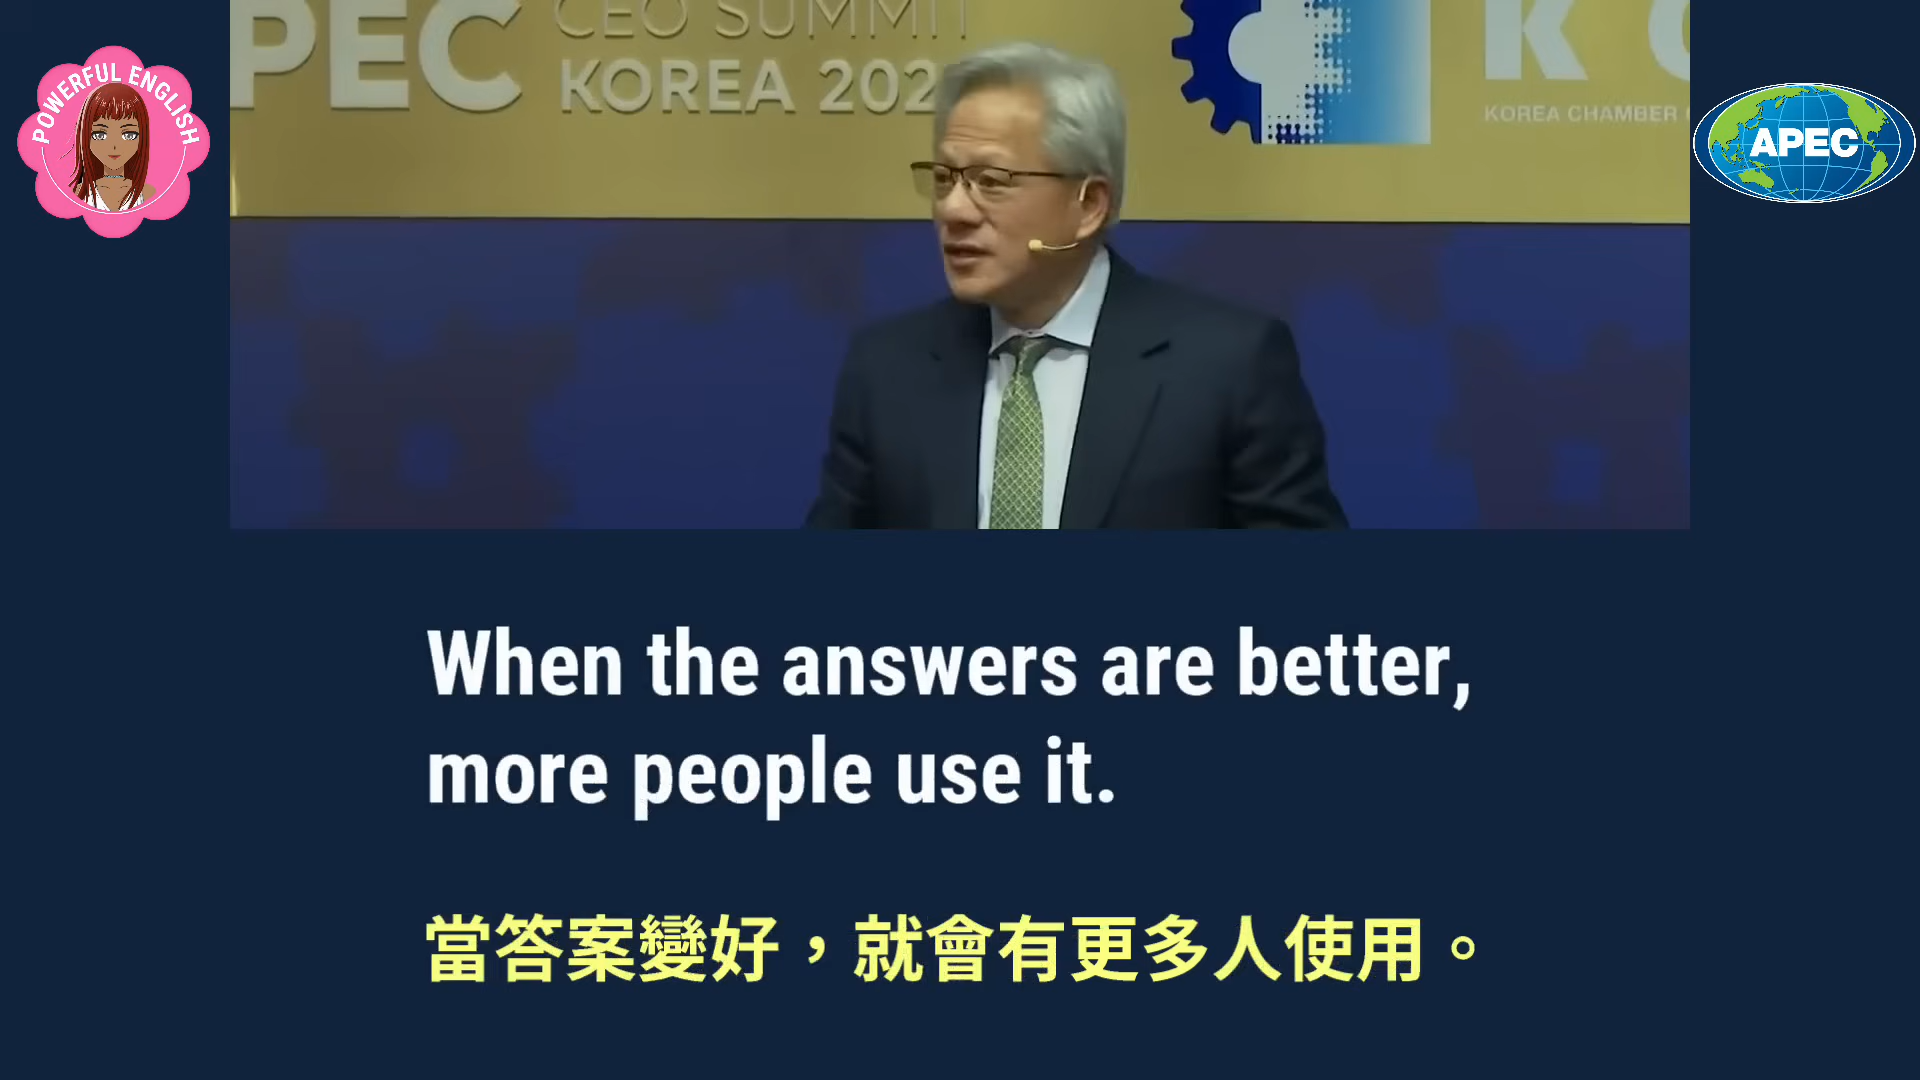 POWERFUL ENGLISH
PEC
CEO SUMMIT
KOREA 202
K C
KOREA CHAMBER
APEC
When the answers are better,
more people use it.
當答案變好，就會有更多人使用。